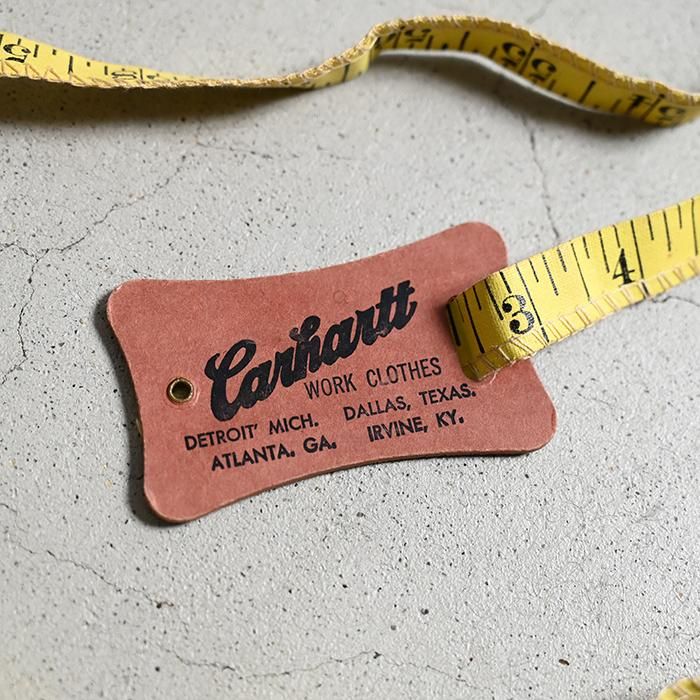 Carhartt
WORK CLOTHES
DETROIT' MICH. DALLAS, TEXAS.
ATLANTA. GA. IRVINE, KY.
3
4